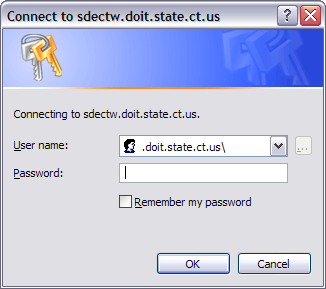 Connect to sdectw.doit.state.ct.us
Connecting to sdectw.doit.state.ct.us.
User name: .doit.state.ct.us\
Password:
Remember my password
OK Cancel